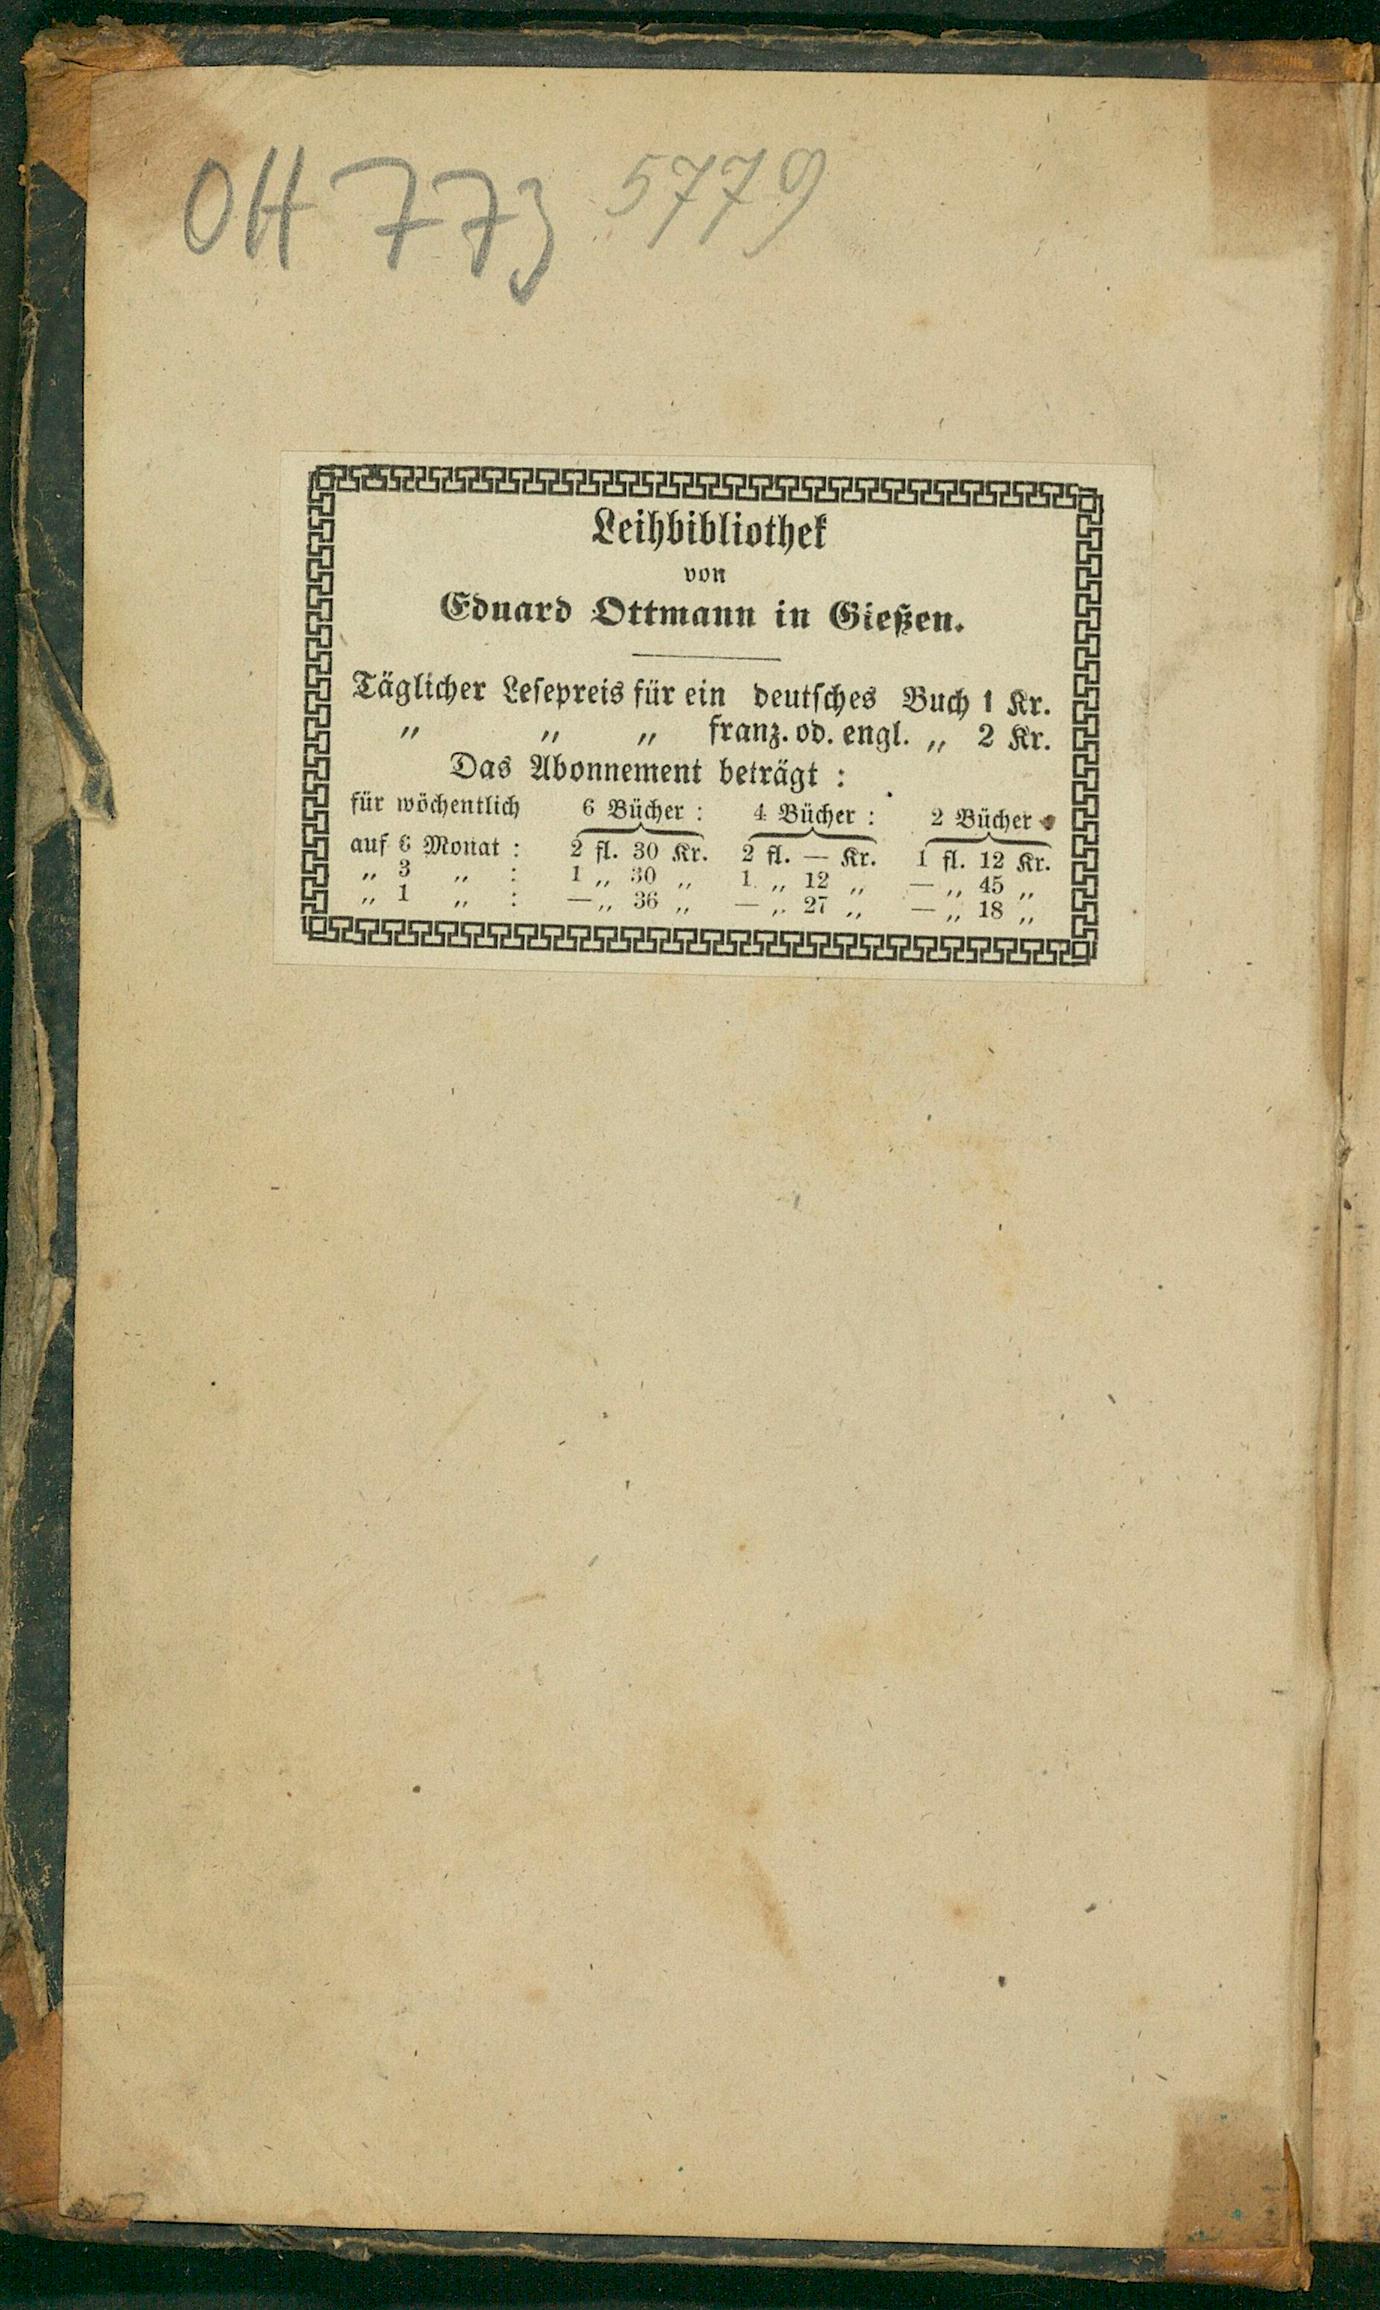 OH 773 5779
Leihbibliothek
von
Eduard Ottmann in Gießen.
Täglicher Lesepreis für ein deutsches Buch 1 Kr.
„ „ „ franz. od. engl. „ 2 Kr.
Das Abonnement beträgt :
für wöchentlich 6 Bücher : 4 Bücher : 2 Bücher
auf 6 Monat : 2 fl. 30 Kr. 2 fl. — Kr. 1 fl. 12 Kr.
„ 3 „ : 1 „ 30 „ 1 „ 12 „ — „ 45 „
„ 1 „ : — „ 36 „ — „ 27 „ — „ 18 „